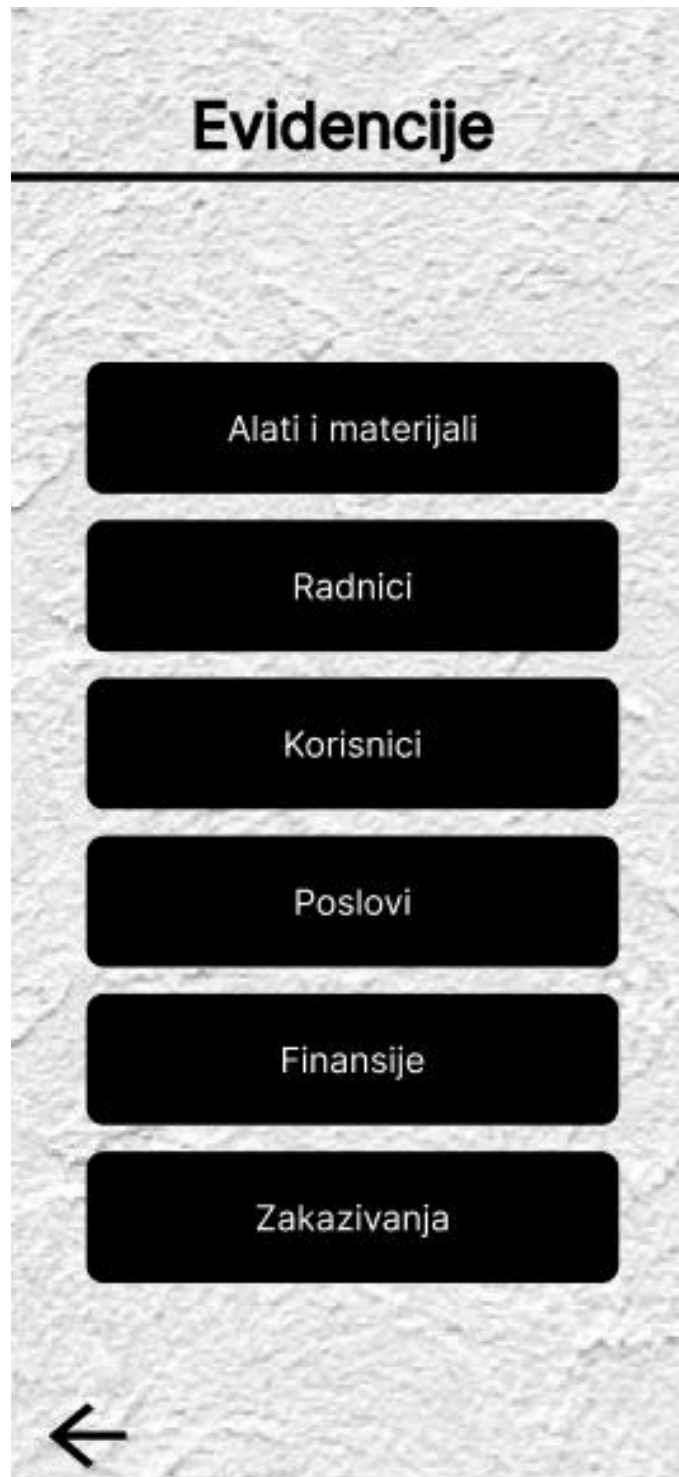 Evidencije
Alati i materijali
Radnici
Korisnici
Poslovi
Finansije
Zakazivanja